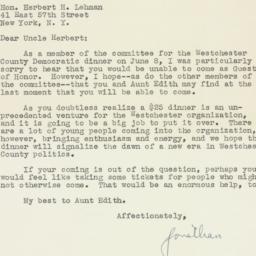 Hon. Herbert H. Lehman
41 East 57th Street
New York, N. Y.
Dear Uncle Herbert:
As a member of the committee for the Westchester
County Democratic dinner on June 8, I was particularly
sorry to hear that you would be unable to come as Guest
of Honor. However, I hope--as do the other members of
the committee--that you and Aunt Edith may find at the
last moment that you will be able to come.
As you doubtless realize a $25 dinner is an un-
precedented venture for the Westchester organization,
and it is going to be a big job to put it over. There
are a lot of young people coming into the organization,
however, bringing enthusiasm and energy, and we hope th
dinner will signalize the dawn of a new era in Westches
County politics.
If your coming is out of the question, perhaps you
would feel like taking some tickets for people who migh
not otherwise come. That would be an enormous help, to
My best to Aunt Edith.
Affectionately,
Jonathan